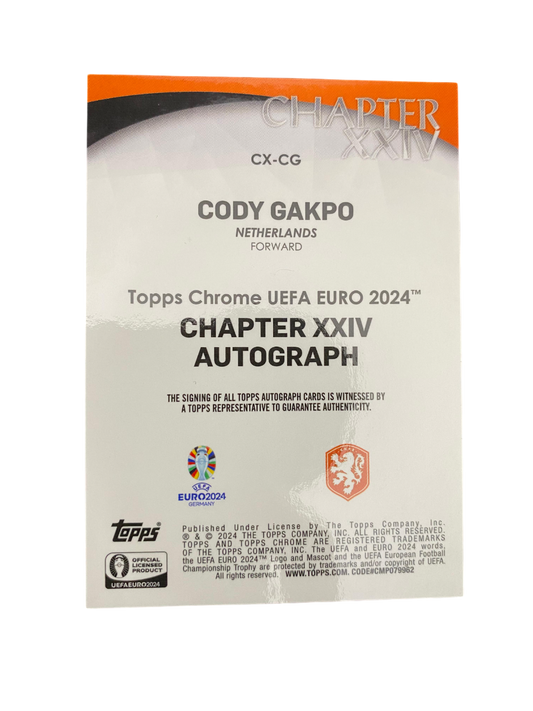 CHAPTER
XXIV
CX-CG
CODY GAKPO
NETHERLANDS
FORWARD
Topps Chrome UEFA EURO 2024™
CHAPTER XXIV
AUTOGRAPH
THE SIGNING OF ALL TOPPS AUTOGRAPH CARDS IS WITNESSED BY
A TOPPS REPRESENTATIVE TO GUARANTEE AUTHENTICITY.
UEFA
EURO2024
GERMANY
Topps®
OFFICIAL
LICENSED
PRODUCT
UEFA EURO2024
Published Under License by The Topps Company, Inc.
® & © 2024 THE TOPPS COMPANY, INC. ALL RIGHTS RESERVED.
TOPPS AND TOPPS CHROME ARE REGISTERED TRADEMARKS
OF THE TOPPS COMPANY, INC. The UEFA and EURO 2024 words,
the UEFA EURO 2024™ Logo and Mascot and the UEFA European Football
Championship Trophy are protected by trademarks and/or copyright of UEFA.
All rights reserved. WWW.TOPPS.COM. CODE#CMP079962